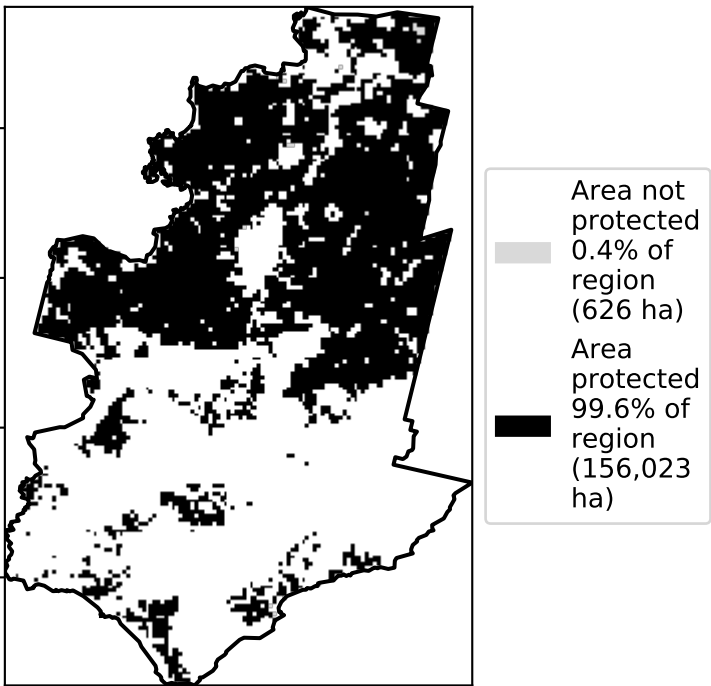 Area not
protected
0.4% of
region
(626 ha)
Area
protected
99.6% of
region
(156,023
ha)